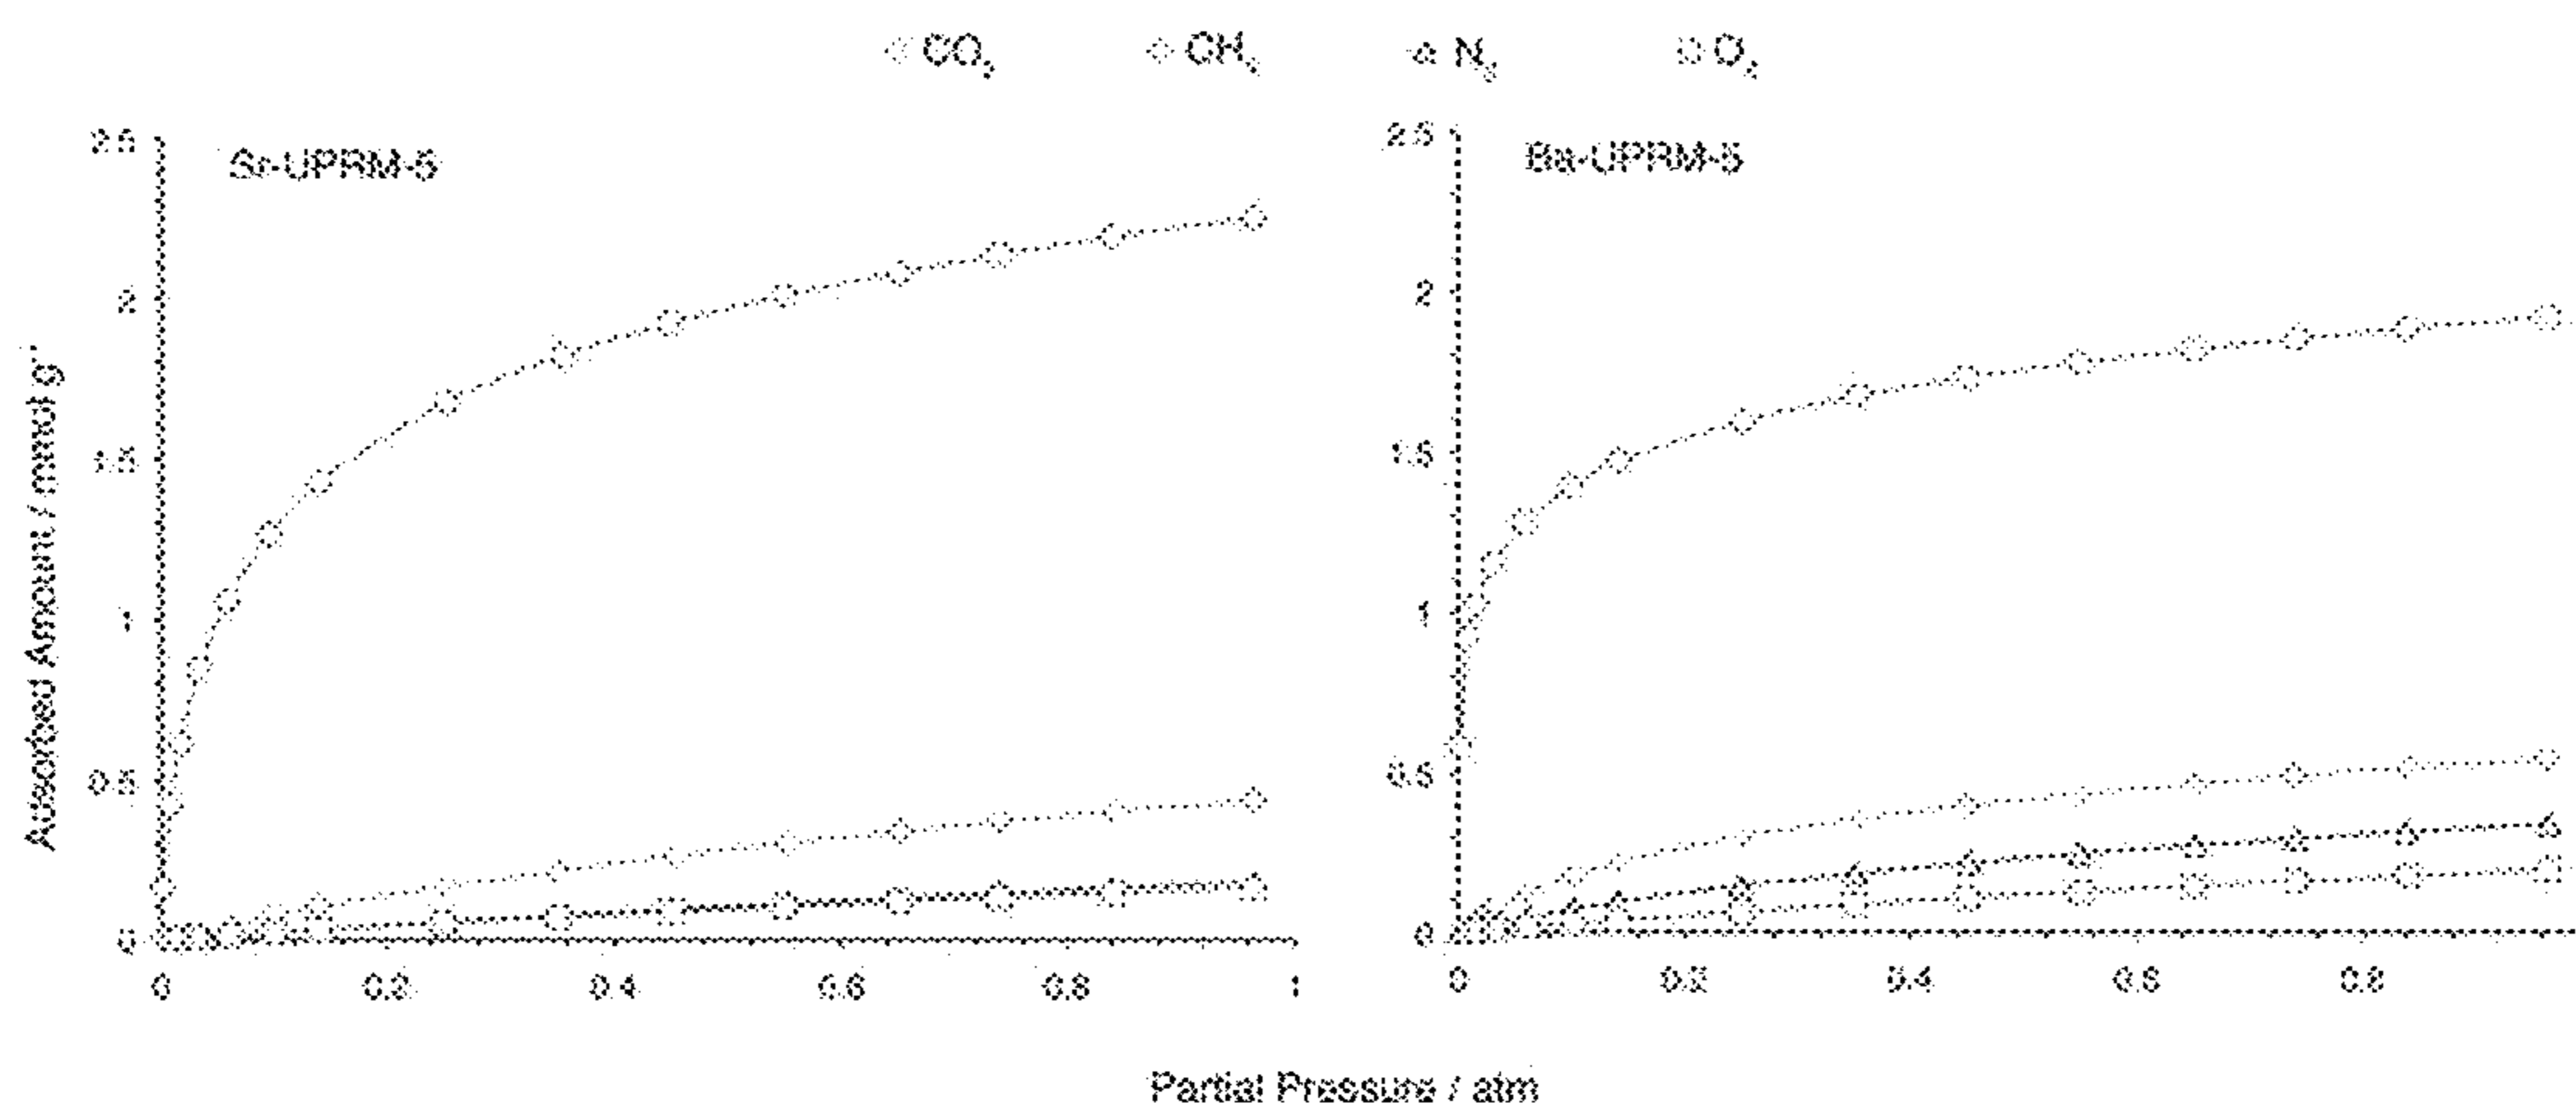 CO₂ CH₄ N₂ O₂
Sr-UPRM-5
Ba-UPRM-5
2.5
2
1.5
1
0.5
0
2.5
2
1.5
1
0.5
0
Adsorbed Amount / mmol g⁻¹
0 0.2 0.4 0.6 0.8 1
0 0.2 0.4 0.6 0.8
Partial Pressure / atm